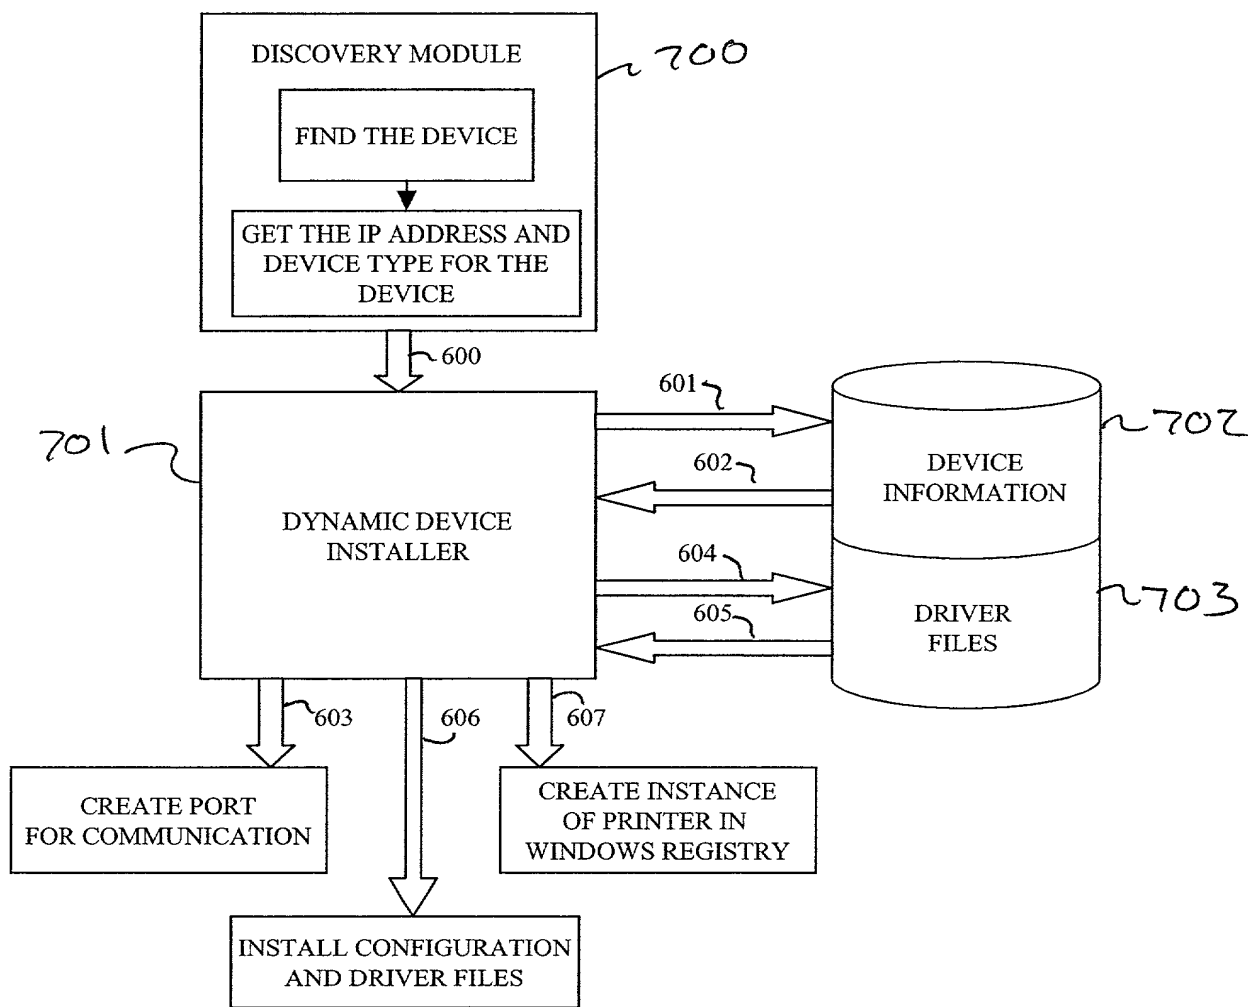 DISCOVERY MODULE
700
FIND THE DEVICE
GET THE IP ADDRESS AND
DEVICE TYPE FOR THE
DEVICE
600
601
702
701
602
DEVICE
INFORMATION
DYNAMIC DEVICE
INSTALLER
604
703
605
DRIVER
FILES
603
606
607
CREATE PORT
FOR COMMUNICATION
CREATE INSTANCE
OF PRINTER IN
WINDOWS REGISTRY
INSTALL CONFIGURATION
AND DRIVER FILES